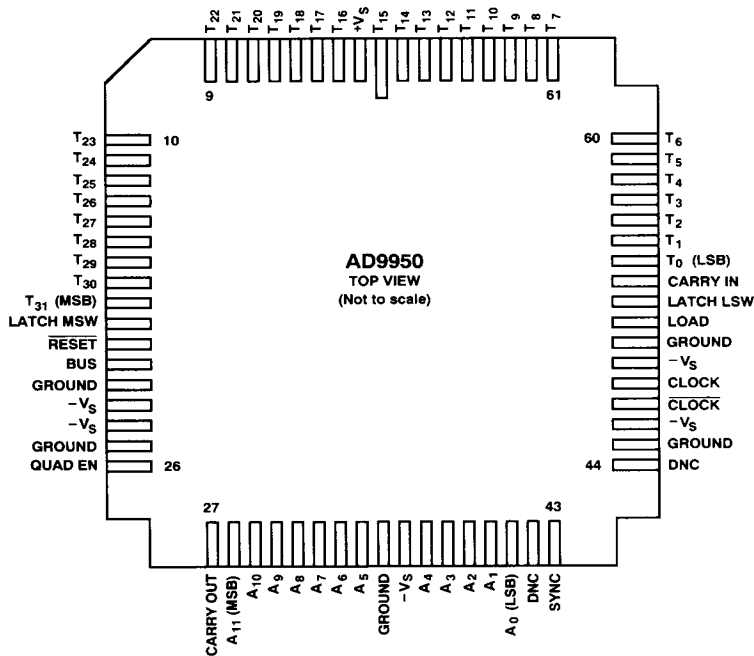 T22 T21 T20 T19 T18 T17 T16 +VS T15 T14 T13 T12 T11 T10 T9 T8 T7
9 61
T23 10 60 T6
T24 T5
T25 T4
T26 T3
T27 T2
T28 T1
T29 T0 (LSB)
T30 CARRY IN
T31 (MSB) LATCH LSW
LATCH MSW LOAD
RESET GROUND
BUS -VS
GROUND CLOCK
-VS CLOCK
-VS -VS
GROUND GROUND
QUAD EN 26 44 DNC
AD9950
TOP VIEW
(Not to scale)
27 43
CARRY OUT
A11 (MSB)
A10
A9
A8
A7
A6
A5
GROUND
-VS
A4
A3
A2
A1
A0 (LSB)
DNC
SYNC